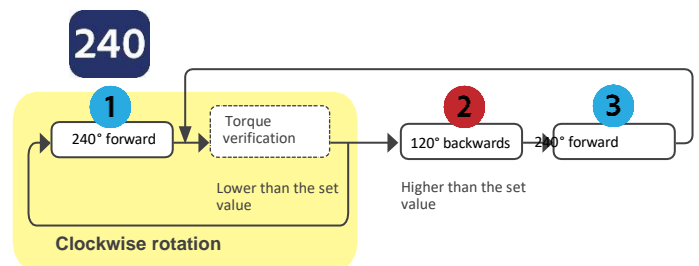 240
1
2
3
240° forward
Torque
verification
120° backwards
240° forward
Lower than the set
value
Higher than the set
value
Clockwise rotation